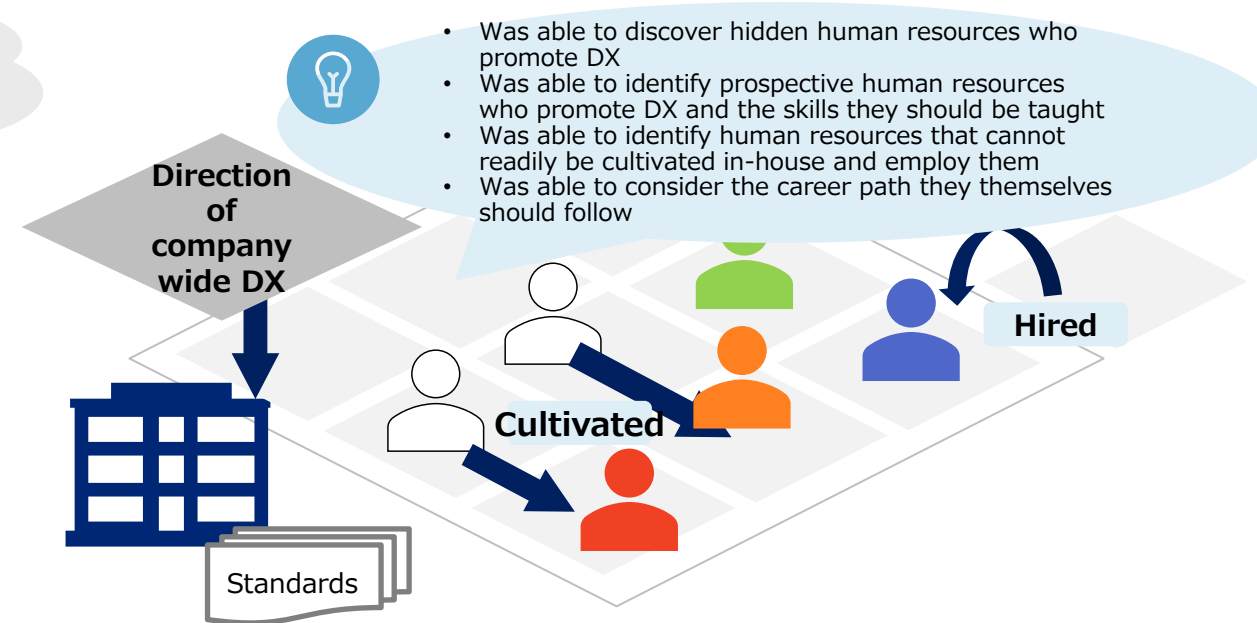 • Was able to discover hidden human resources who
promote DX
• Was able to identify prospective human resources
who promote DX and the skills they should be taught
• Was able to identify human resources that cannot
readily be cultivated in-house and employ them
• Was able to consider the career path they themselves
should follow
Direction
of
company
wide DX
Hired
Cultivated
Standards